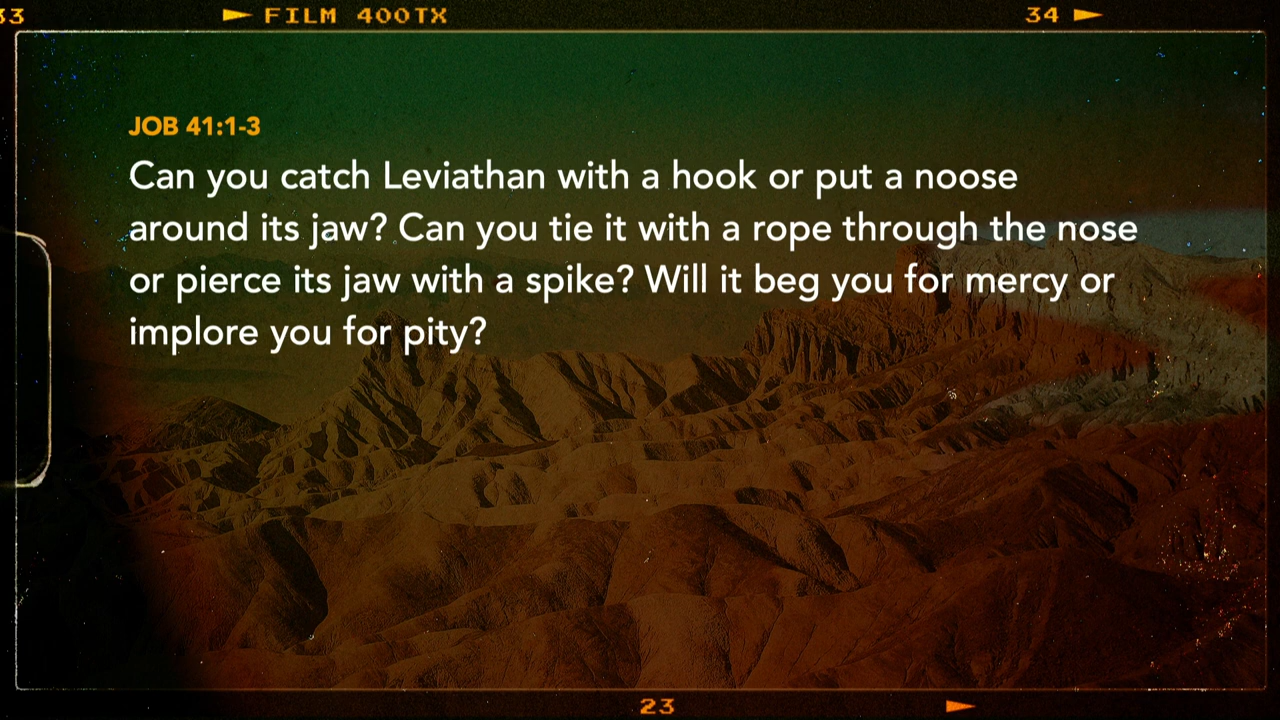 33 FILM 400TX 34
JOB 41:1-3
Can you catch Leviathan with a hook or put a noose
around its jaw? Can you tie it with a rope through the nose
or pierce its jaw with a spike? Will it beg you for mercy or
implore you for pity?
23